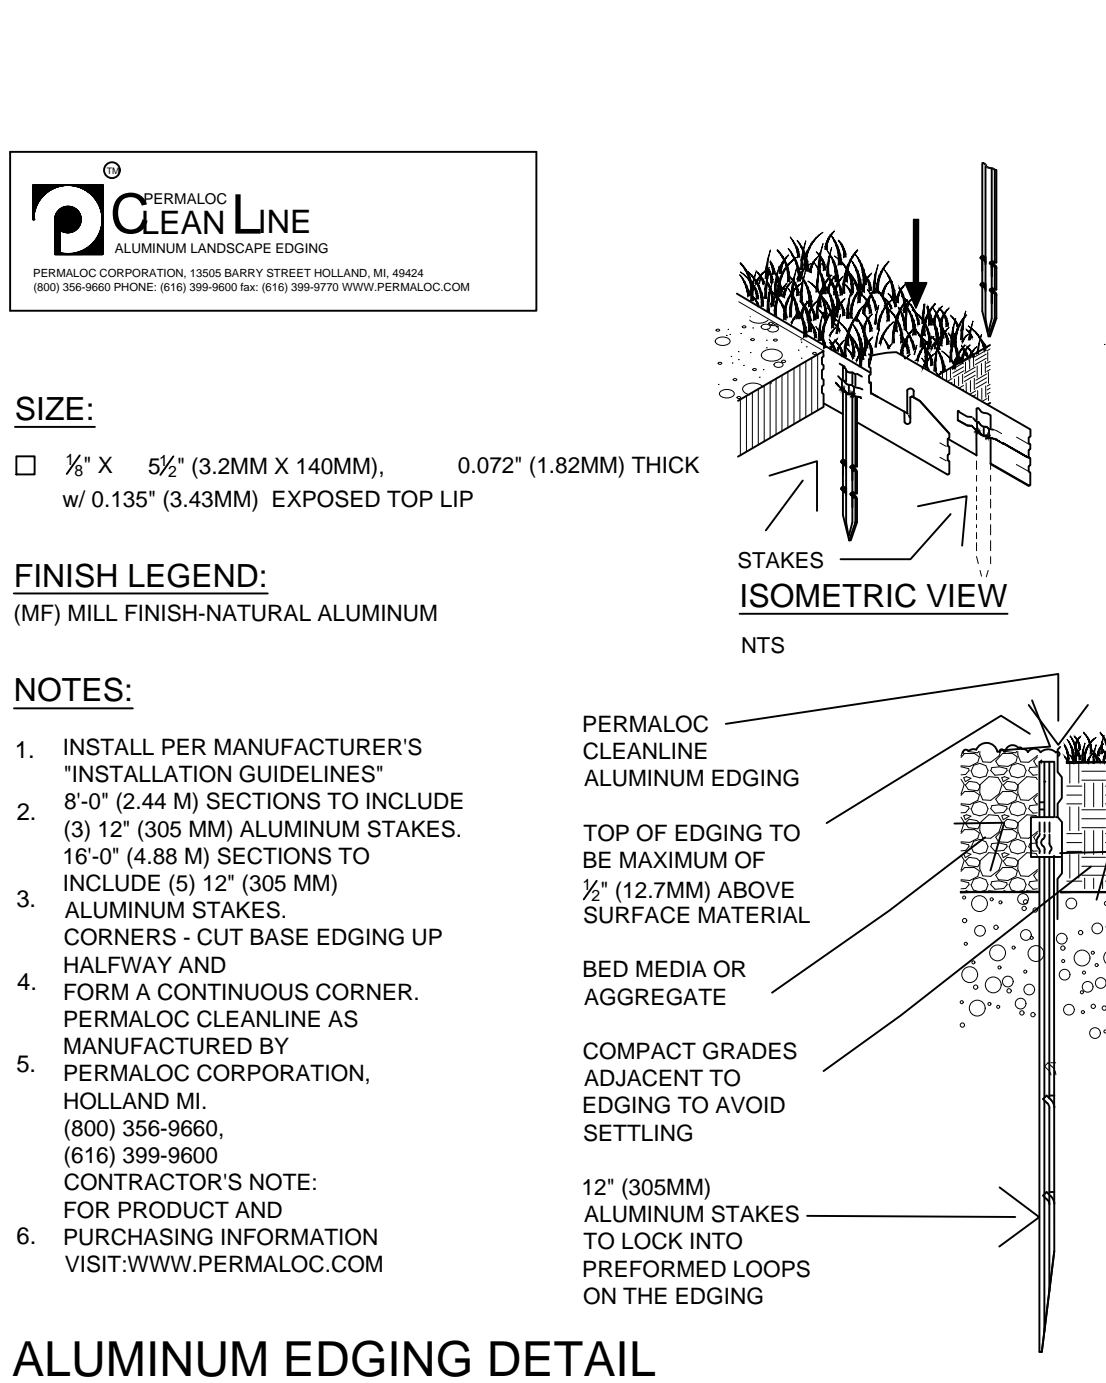 TM
PERMALOC
CLEAN LINE
ALUMINUM LANDSCAPE EDGING
PERMALOC CORPORATION, 13505 BARRY STREET HOLLAND, MI, 49424
(800) 356-9660 PHONE: (616) 399-9600 fax: (616) 399-9770 WWW.PERMALOC.COM
SIZE:
⅛" X 5½" (3.2MM X 140MM), 0.072" (1.82MM) THICK
w/ 0.135" (3.43MM) EXPOSED TOP LIP
FINISH LEGEND:
(MF) MILL FINISH-NATURAL ALUMINUM
NOTES:
1. INSTALL PER MANUFACTURER'S
"INSTALLATION GUIDELINES"
2. 8'-0" (2.44 M) SECTIONS TO INCLUDE
(3) 12" (305 MM) ALUMINUM STAKES.
16'-0" (4.88 M) SECTIONS TO
3. INCLUDE (5) 12" (305 MM)
ALUMINUM STAKES.
CORNERS - CUT BASE EDGING UP
HALFWAY AND
4. FORM A CONTINUOUS CORNER.
PERMALOC CLEANLINE AS
MANUFACTURED BY
5. PERMALOC CORPORATION,
HOLLAND MI.
(800) 356-9660,
(616) 399-9600
CONTRACTOR'S NOTE:
FOR PRODUCT AND
6. PURCHASING INFORMATION
VISIT:WWW.PERMALOC.COM
STAKES
ISOMETRIC VIEW
NTS
PERMALOC
CLEANLINE
ALUMINUM EDGING
TOP OF EDGING TO
BE MAXIMUM OF
½" (12.7MM) ABOVE
SURFACE MATERIAL
BED MEDIA OR
AGGREGATE
COMPACT GRADES
ADJACENT TO
EDGING TO AVOID
SETTLING
12" (305MM)
ALUMINUM STAKES
TO LOCK INTO
PREFORMED LOOPS
ON THE EDGING
ALUMINUM EDGING DETAIL